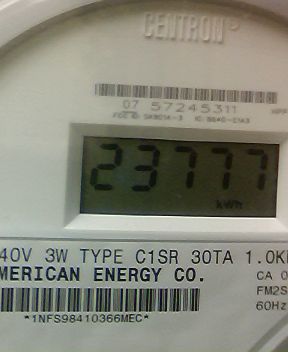 CENTRON
07 57245311
23777
kWh
40V 3W TYPE C1SR 30TA 1.0K
MERICAN ENERGY CO.
CA 0
FM2S
60Hz
*1NFS98410366MEC*